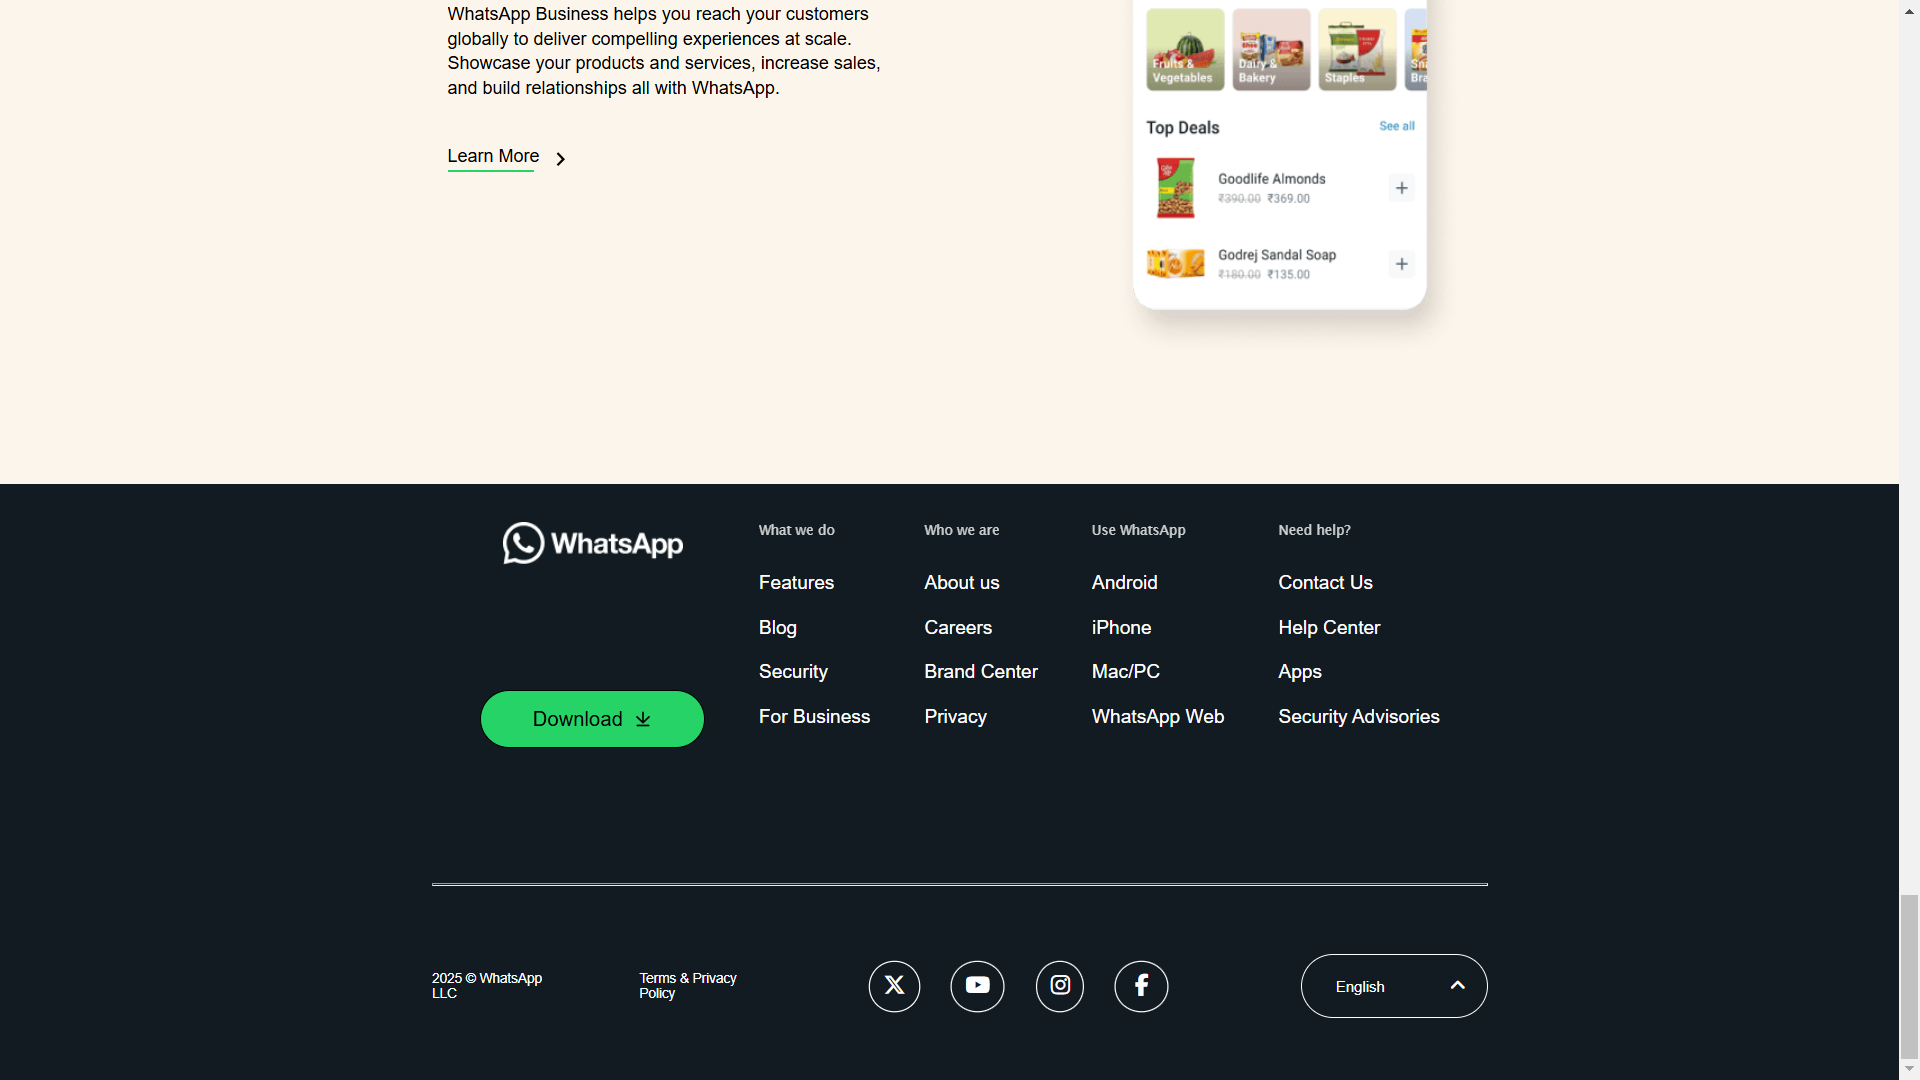 WhatsApp Business helps you reach your customers
globally to deliver compelling experiences at scale.
Showcase your products and services, increase sales,
and build relationships all with WhatsApp.
Learn More
Fruits &
Vegetables
Dairy &
Bakery
Staples
Top Deals
See all
Goodlife Almonds
₹390.00 ₹369.00
Godrej Sandal Soap
₹180.00 ₹135.00
WhatsApp
Download
What we do
Features
Blog
Security
For Business
Who we are
About us
Careers
Brand Center
Privacy
Use WhatsApp
Android
iPhone
Mac/PC
WhatsApp Web
Need help?
Contact Us
Help Center
Apps
Security Advisories
2025 © WhatsApp
LLC
Terms & Privacy
Policy
English